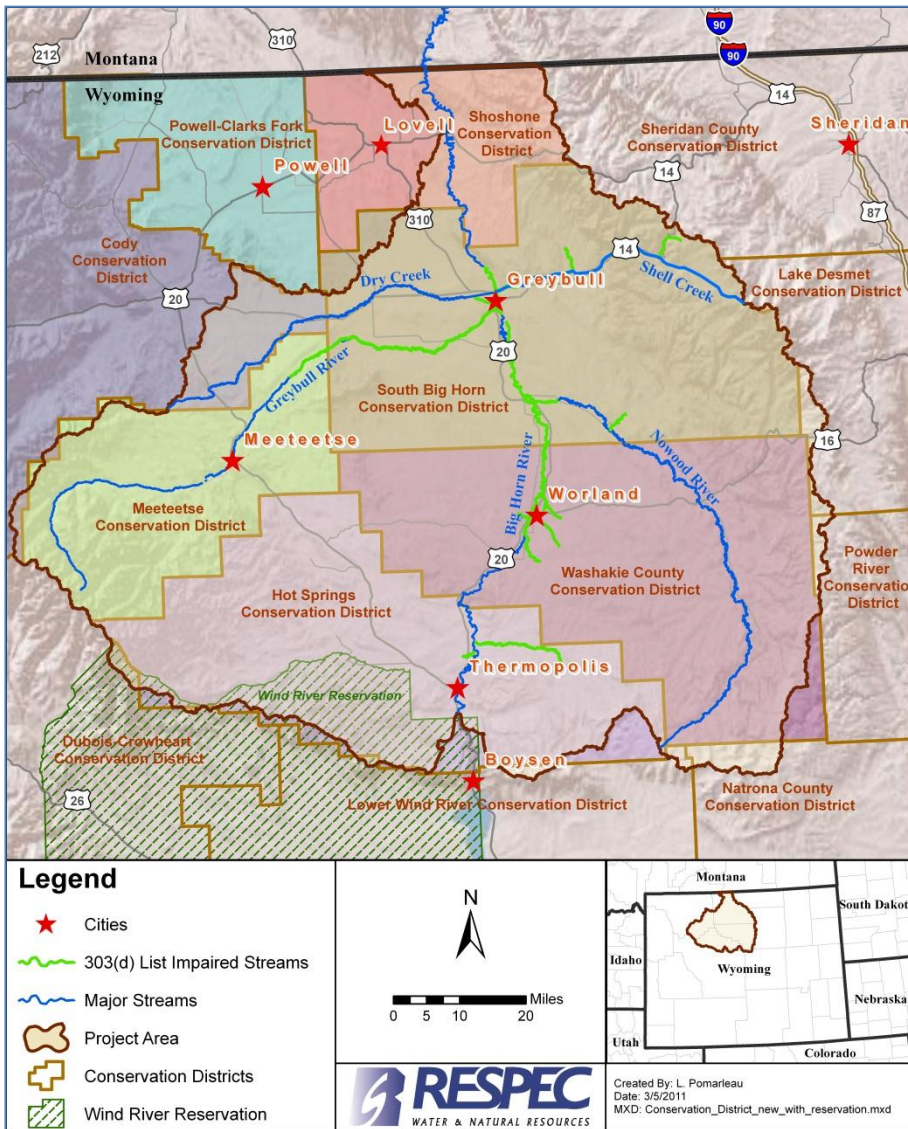 90
212
310
Montana
90
Wyoming
14
Powell-Clarks Fork
Conservation District
Lovell
Shoshone
Conservation
District
Sheridan County
Conservation District
Sheridan
Powell
14
310
87
Cody
Conservation
District
14
Dry Creek
Shell Creek
Lake Desmet
Conservation District
20
Greybull
20
Greybull River
South Big Horn
Conservation District
Meeteetse
16
Nowood River
Big Horn River
Worland
Meeteetse
Conservation District
20
Hot Springs
Conservation District
Washakie County
Conservation District
Powder
River
Conservation
District
Thermopolis
Wind River Reservation
Dubois-Crowheart
Conservation District
Boysen
26
Lower Wind River Conservation District
Natrona County
Conservation District
Legend
Cities
303(d) List Impaired Streams
Major Streams
Project Area
Conservation Districts
Wind River Reservation
N
Miles
0 5 10 20
RESPEC
WATER & NATURAL RESOURCES
Montana
South Dakota
Idaho
Wyoming
Nebraska
Utah
Colorado
Created By: L. Pomarleau
Date: 3/5/2011
MXD: Conservation_District_new_with_reservation.mxd